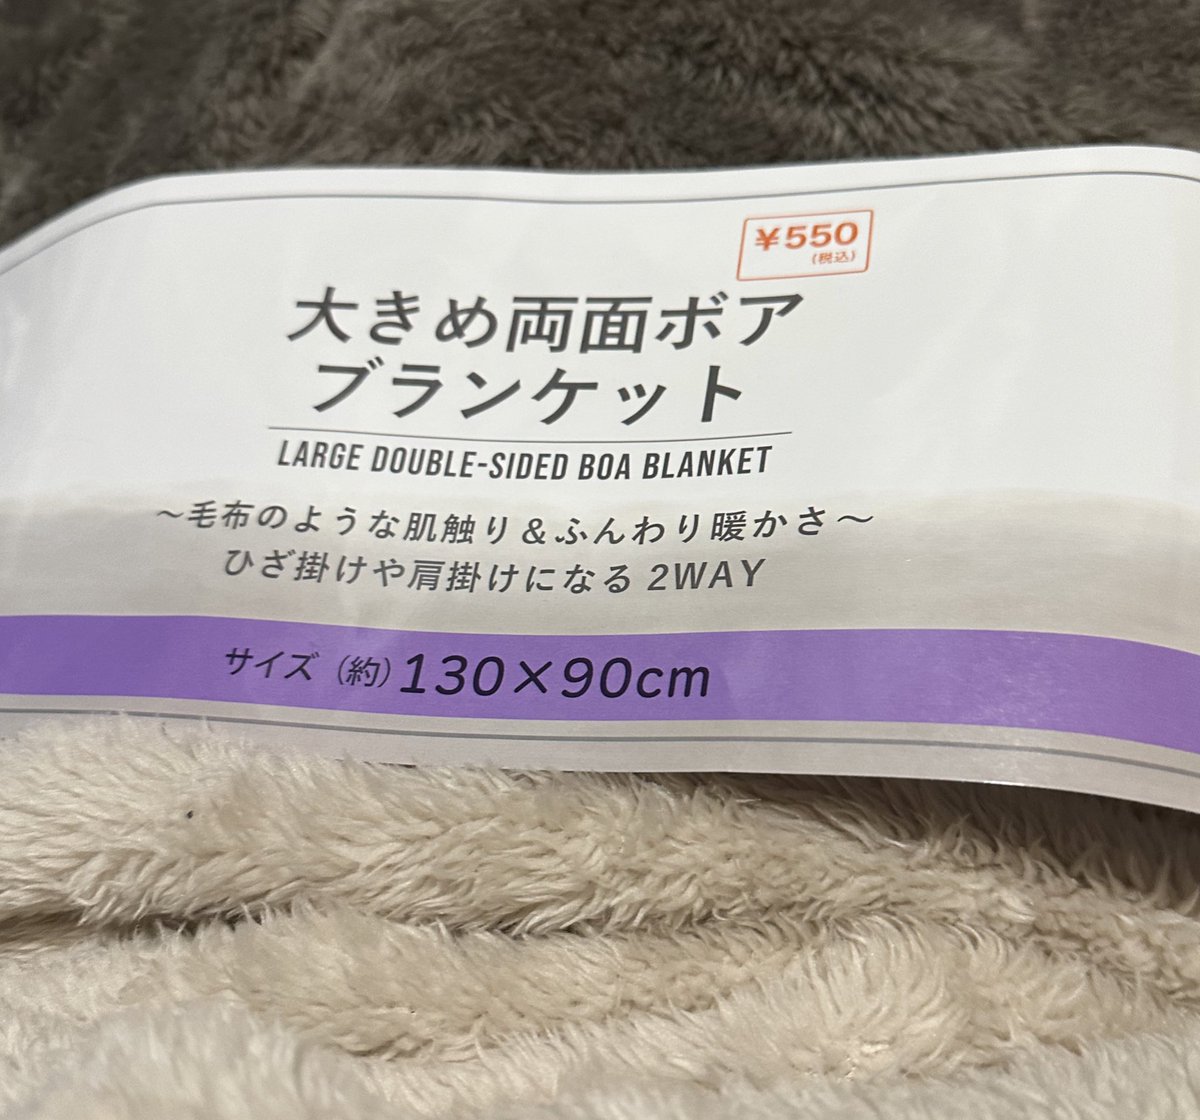 ¥550
(税込)
大きめ両面ボア
ブランケット
LARGE DOUBLE-SIDED BOA BLANKET
～毛布のような肌触り＆ふんわり暖かさ～
ひざ掛けや肩掛けになる 2WAY
サイズ（約）130×90cm